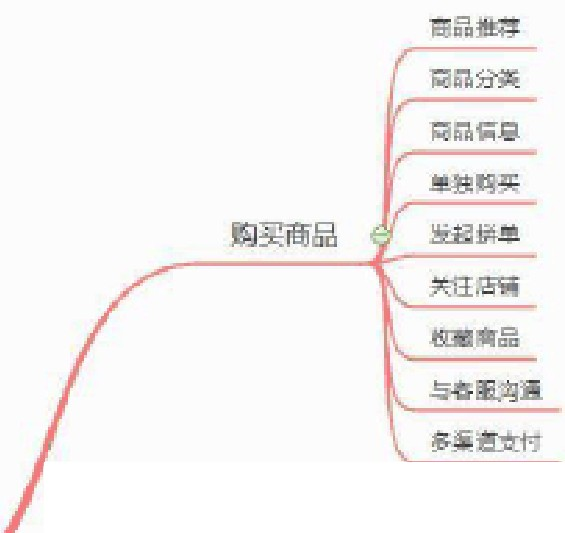 商品推荐
商品分类
商品信息
单独购买
购买商品
发起拼单
关注店铺
收藏商品
与客服沟通
多渠道支付